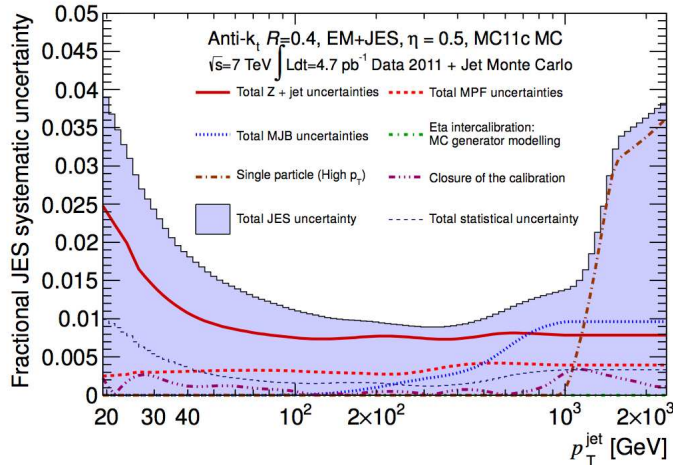 Anti-kt R=0.4, EM+JES, η = 0.5, MC11c MC
√s=7 TeV ∫Ldt=4.7 pb⁻¹ Data 2011 + Jet Monte Carlo
Total Z + jet uncertainties
Total MPF uncertainties
Total MJB uncertainties
Eta intercalibration:
MC generator modelling
Single particle (High pT)
Closure of the calibration
Total JES uncertainty
Total statistical uncertainty
Fractional JES systematic uncertainty
0.05
0.045
0.04
0.035
0.03
0.025
0.02
0.015
0.01
0.005
0
20 30 40 10² 2×10² 10³ 2×10³
pT^jet [GeV]